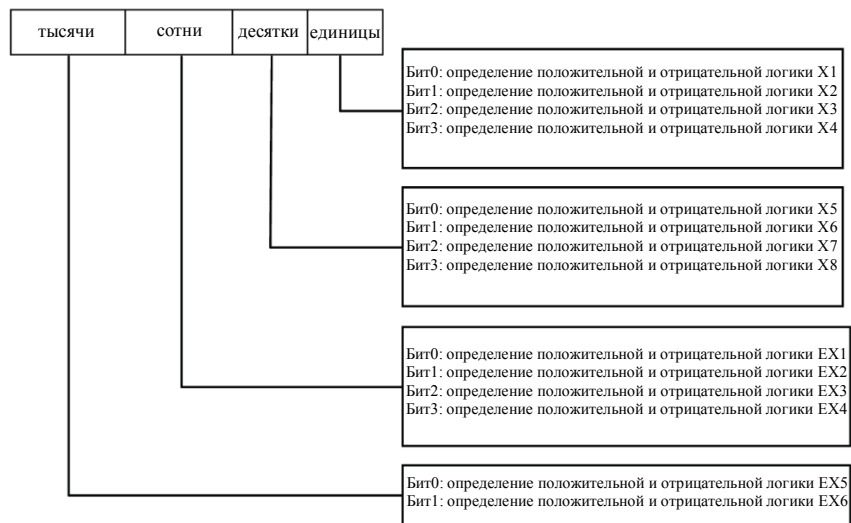 тысячи сотни десятки единицы
Бит0: определение положительной и отрицательной логики X1
Бит1: определение положительной и отрицательной логики X2
Бит2: определение положительной и отрицательной логики X3
Бит3: определение положительной и отрицательной логики X4
Бит0: определение положительной и отрицательной логики X5
Бит1: определение положительной и отрицательной логики X6
Бит2: определение положительной и отрицательной логики X7
Бит3: определение положительной и отрицательной логики X8
Бит0: определение положительной и отрицательной логики EX1
Бит1: определение положительной и отрицательной логики EX2
Бит2: определение положительной и отрицательной логики EX3
Бит3: определение положительной и отрицательной логики EX4
Бит0: определение положительной и отрицательной логики EX5
Бит1: определение положительной и отрицательной логики EX6